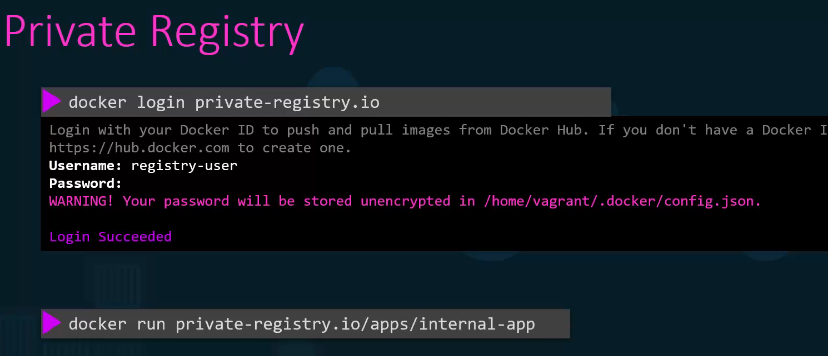 Private Registry
docker login private-registry.io
Login with your Docker ID to push and pull images from Docker Hub. If you don't have a Docker I
https://hub.docker.com to create one.
Username: registry-user
Password:
WARNING! Your password will be stored unencrypted in /home/vagrant/.docker/config.json.
Login Succeeded
docker run private-registry.io/apps/internal-app